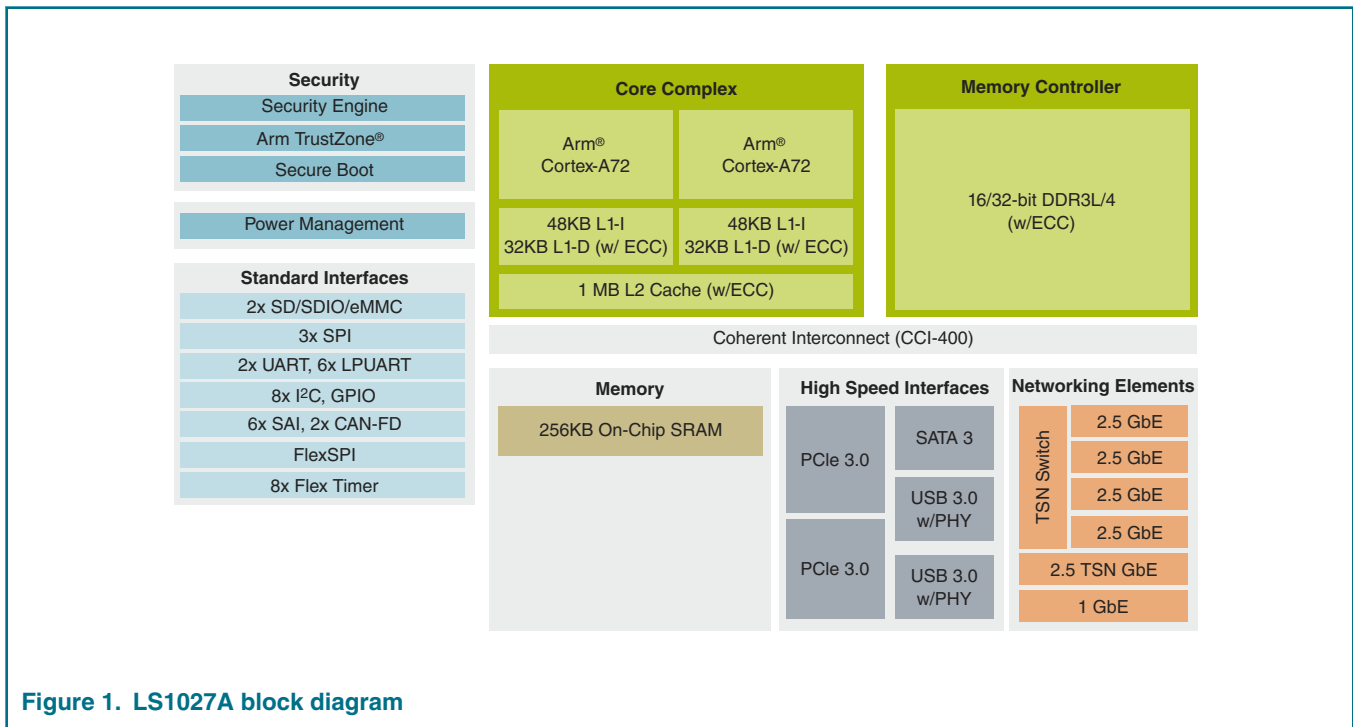 Security
Security Engine
Arm TrustZone®
Secure Boot
Power Management
Standard Interfaces
2x SD/SDIO/eMMC
3x SPI
2x UART, 6x LPUART
8x I²C, GPIO
6x SAI, 2x CAN-FD
FlexSPI
8x Flex Timer
Core Complex
Arm®
Cortex-A72
Arm®
Cortex-A72
48KB L1-I
32KB L1-D (w/ ECC)
48KB L1-I
32KB L1-D (w/ ECC)
1 MB L2 Cache (w/ECC)
Memory Controller
16/32-bit DDR3L/4
(w/ECC)
Coherent Interconnect (CCI-400)
Memory
256KB On-Chip SRAM
High Speed Interfaces
PCIe 3.0
PCIe 3.0
SATA 3
USB 3.0
w/PHY
USB 3.0
w/PHY
Networking Elements
TSN Switch
2.5 GbE
2.5 GbE
2.5 GbE
2.5 GbE
2.5 TSN GbE
1 GbE
Figure 1. LS1027A block diagram